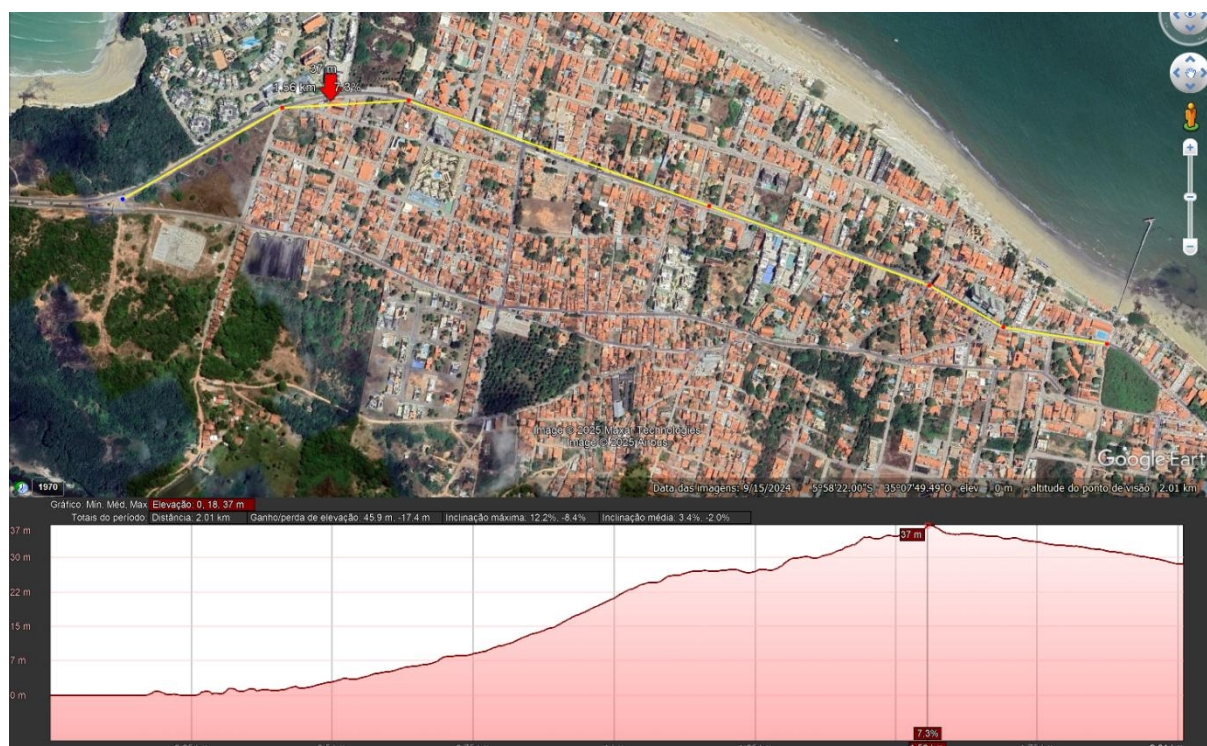 37 m
1.56 km 7.3%
Image © 2025 Maxar Technologies
Image © 2025 Airbus
Google Eart
1970
Data das imagens: 9/15/2024 5°58'22.00"S 35°07'49.49"O elev 0 m altitude do ponto de visão 2.01 km
Gráfico: Mín. Méd. Max Elevação: 0, 18, 37 m
Totais do período: Distância: 2.01 km Ganho/perda de elevação: 45.9 m, -17.4 m Inclinação máxima: 12.2%, -8.4% Inclinação média: 3.4%, -2.0%
37 m
37 m
30 m
22 m
15 m
7 m
0 m
7.3%